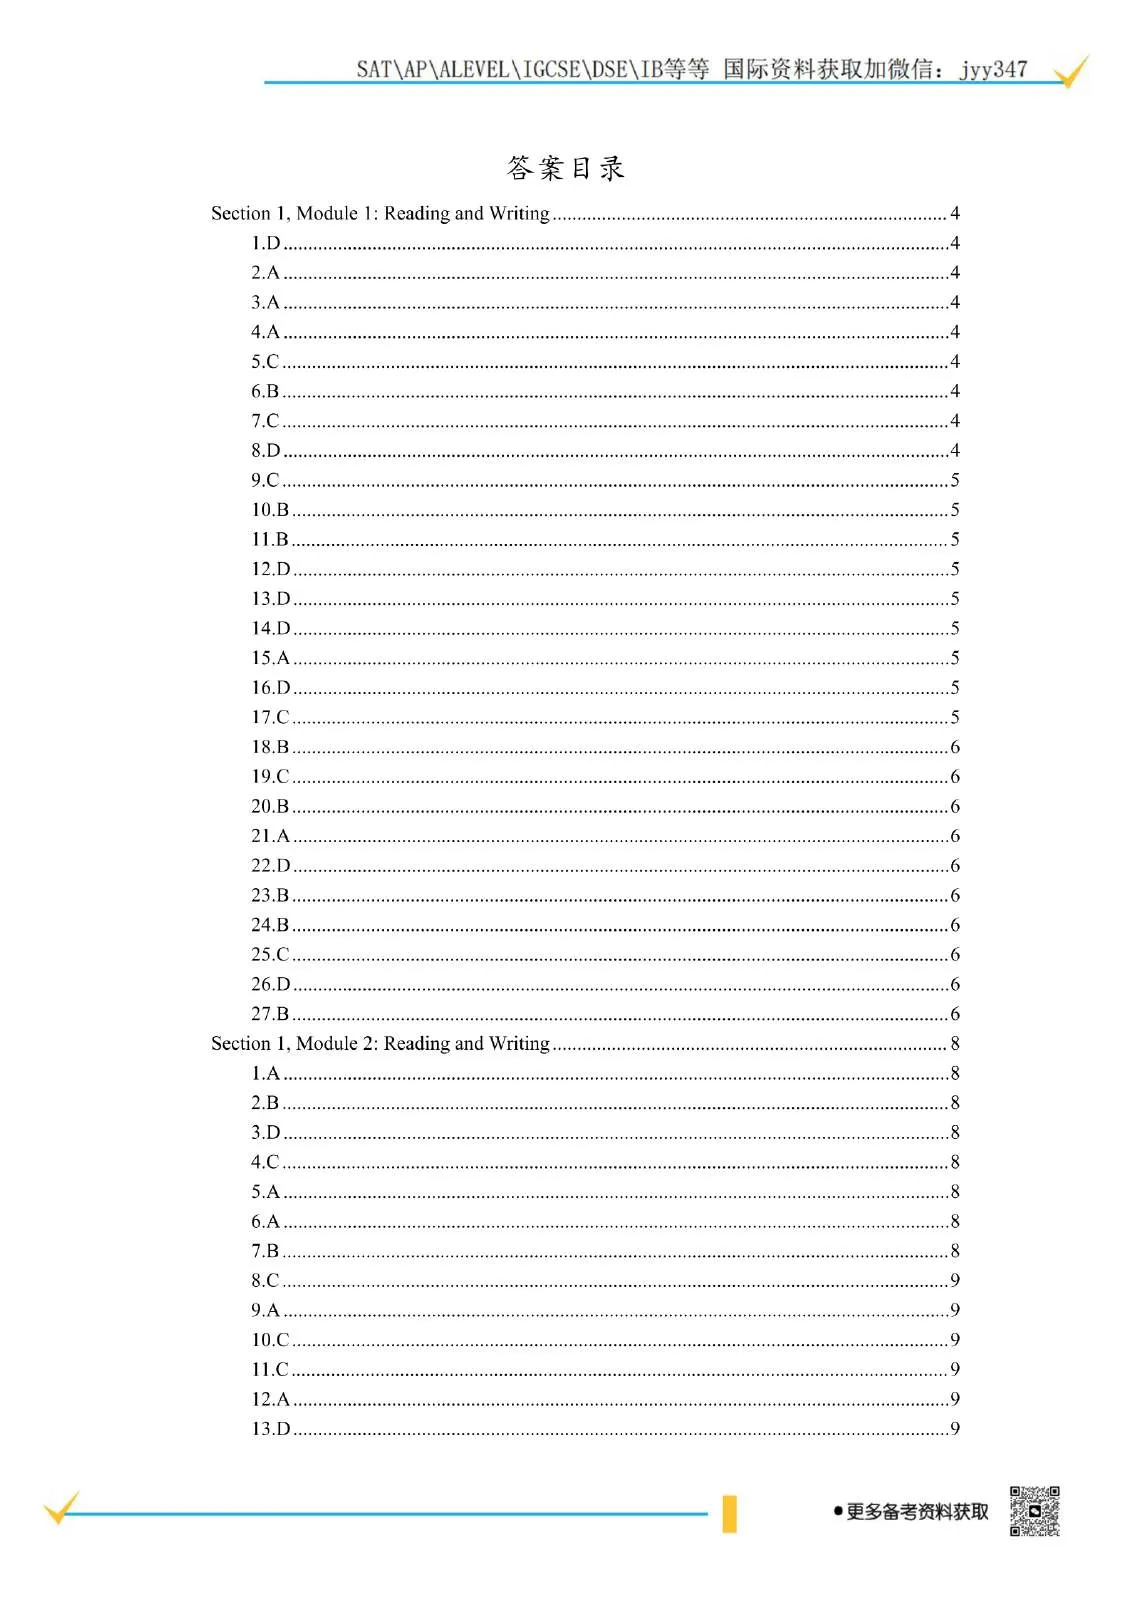 SAT\AP\ALEVEL\IGCSE\DSE\IB等等 国际资料获取加微信：jyy347
答案目录
Section 1, Module 1: Reading and Writing........................................4
1.D........................................4
2.A........................................4
3.A........................................4
4.A........................................4
5.C........................................4
6.B........................................4
7.C........................................4
8.D........................................4
9.C........................................5
10.B........................................5
11.B........................................5
12.D........................................5
13.D........................................5
14.D........................................5
15.A........................................5
16.D........................................5
17.C........................................5
18.B........................................6
19.C........................................6
20.B........................................6
21.A........................................6
22.D........................................6
23.B........................................6
24.B........................................6
25.C........................................6
26.D........................................6
27.B........................................6
Section 1, Module 2: Reading and Writing........................................8
1.A........................................8
2.B........................................8
3.D........................................8
4.C........................................8
5.A........................................8
6.A........................................8
7.B........................................8
8.C........................................9
9.A........................................9
10.C........................................9
11.C........................................9
12.A........................................9
13.D........................................9
●更多备考资料获取